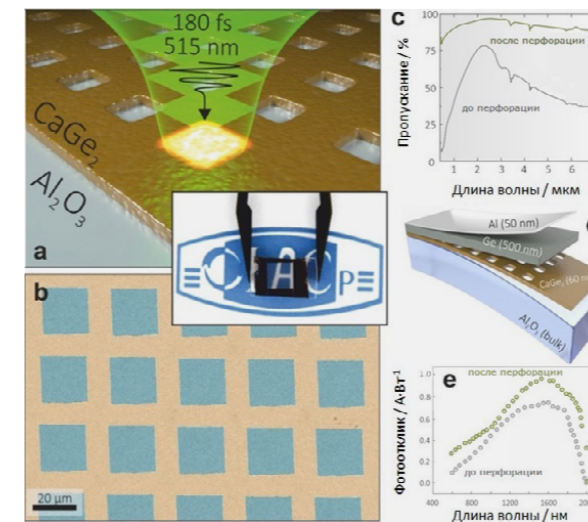 180 fs
515 nm
CaGe₂
Al₂O₃
a
b
20 µm
c
Пропускание / %
100
75
50
25
0
после перфорации
до перфорации
1
2
3
4
5
6
Длина волны / мкм
Al (50 nm)
Ge (500 nm)
CaGe₂ (60
Al₂O₃ (bulk)
e
Фотоотклик / А·Вт⁻¹
1.0
0.8
0.6
0.4
0.2
0
после перфорации
до перфорации
400
800
1200
1600
Длина волны / нм